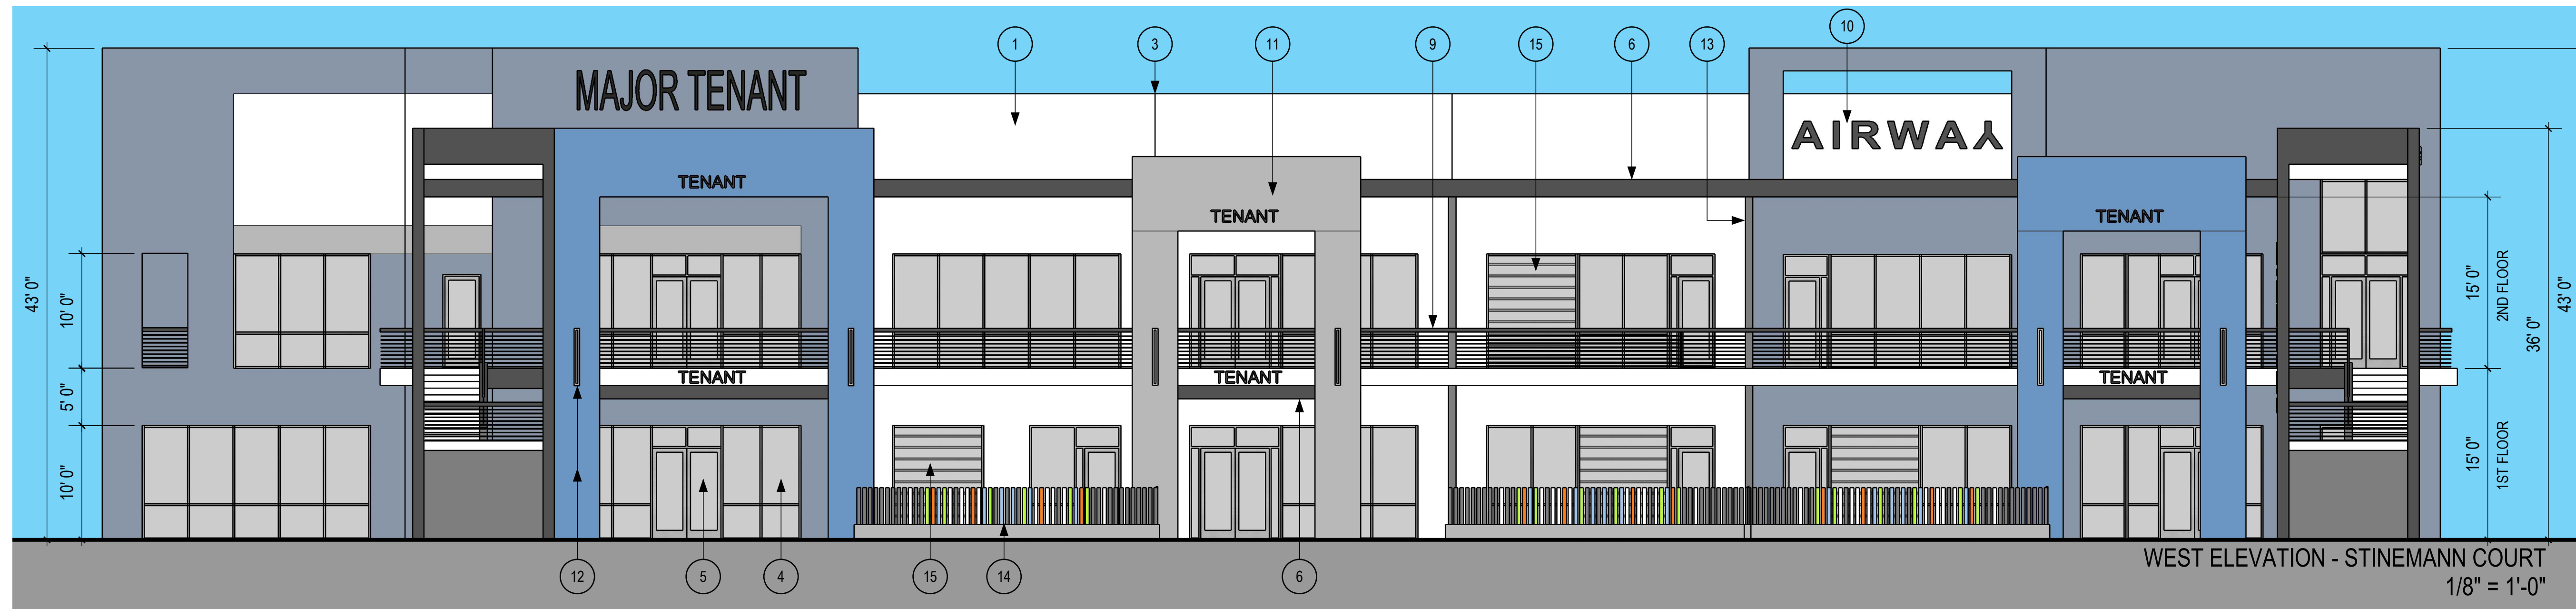 1
3
11
9
15
6
13
10
MAJOR TENANT
AIRWAY
TENANT
TENANT
TENANT
TENANT
TENANT
TENANT
43' 0"
10' 0"
5' 0"
10' 0"
15' 0"
2ND FLOOR
15' 0"
1ST FLOOR
36' 0"
43' 0"
12
5
4
15
14
6
WEST ELEVATION - STINEMANN COURT
1/8" = 1'-0"